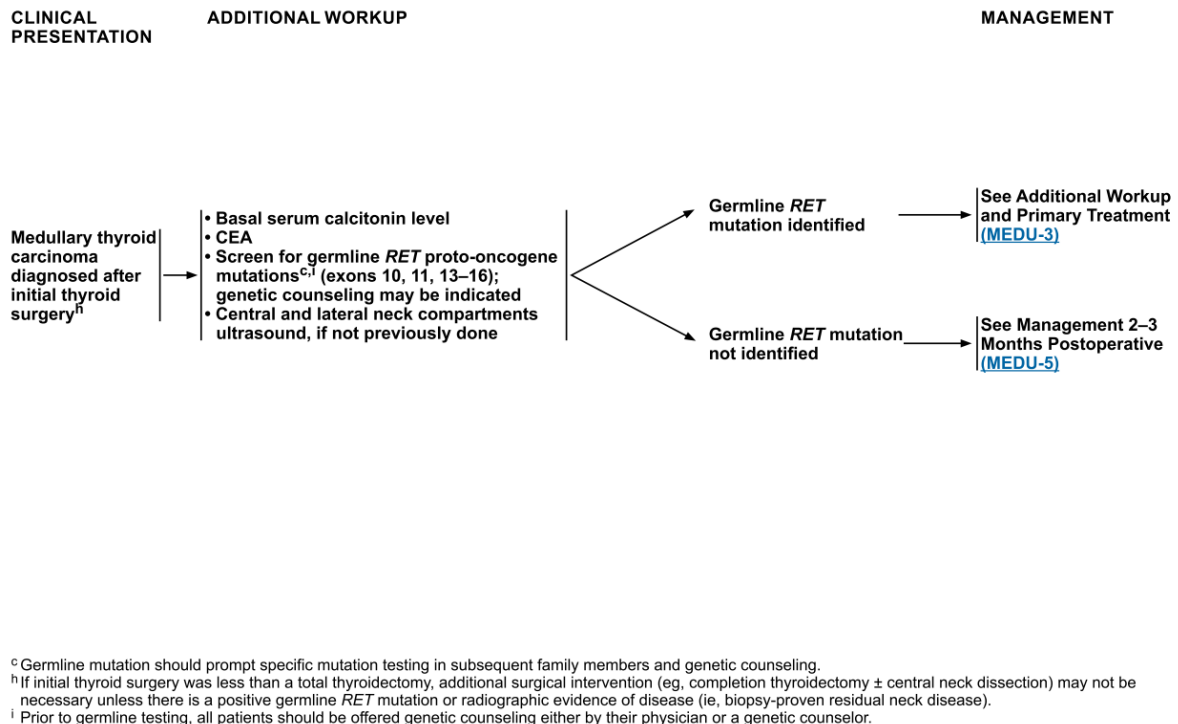 CLINICAL
PRESENTATION
ADDITIONAL WORKUP
MANAGEMENT
Medullary thyroid
carcinoma
diagnosed after
initial thyroid
surgeryʰ
• Basal serum calcitonin level
• CEA
• Screen for germline RET proto-oncogene
mutationsᶜ,ⁱ (exons 10, 11, 13–16);
genetic counseling may be indicated
• Central and lateral neck compartments
ultrasound, if not previously done
Germline RET
mutation identified
See Additional Workup
and Primary Treatment
(MEDU-3)
Germline RET mutation
not identified
See Management 2–3
Months Postoperative
(MEDU-5)
ᶜ Germline mutation should prompt specific mutation testing in subsequent family members and genetic counseling.
ʰ If initial thyroid surgery was less than a total thyroidectomy, additional surgical intervention (eg, completion thyroidectomy ± central neck dissection) may not be
necessary unless there is a positive germline RET mutation or radiographic evidence of disease (ie, biopsy-proven residual neck disease).
ⁱ Prior to germline testing, all patients should be offered genetic counseling either by their physician or a genetic counselor.